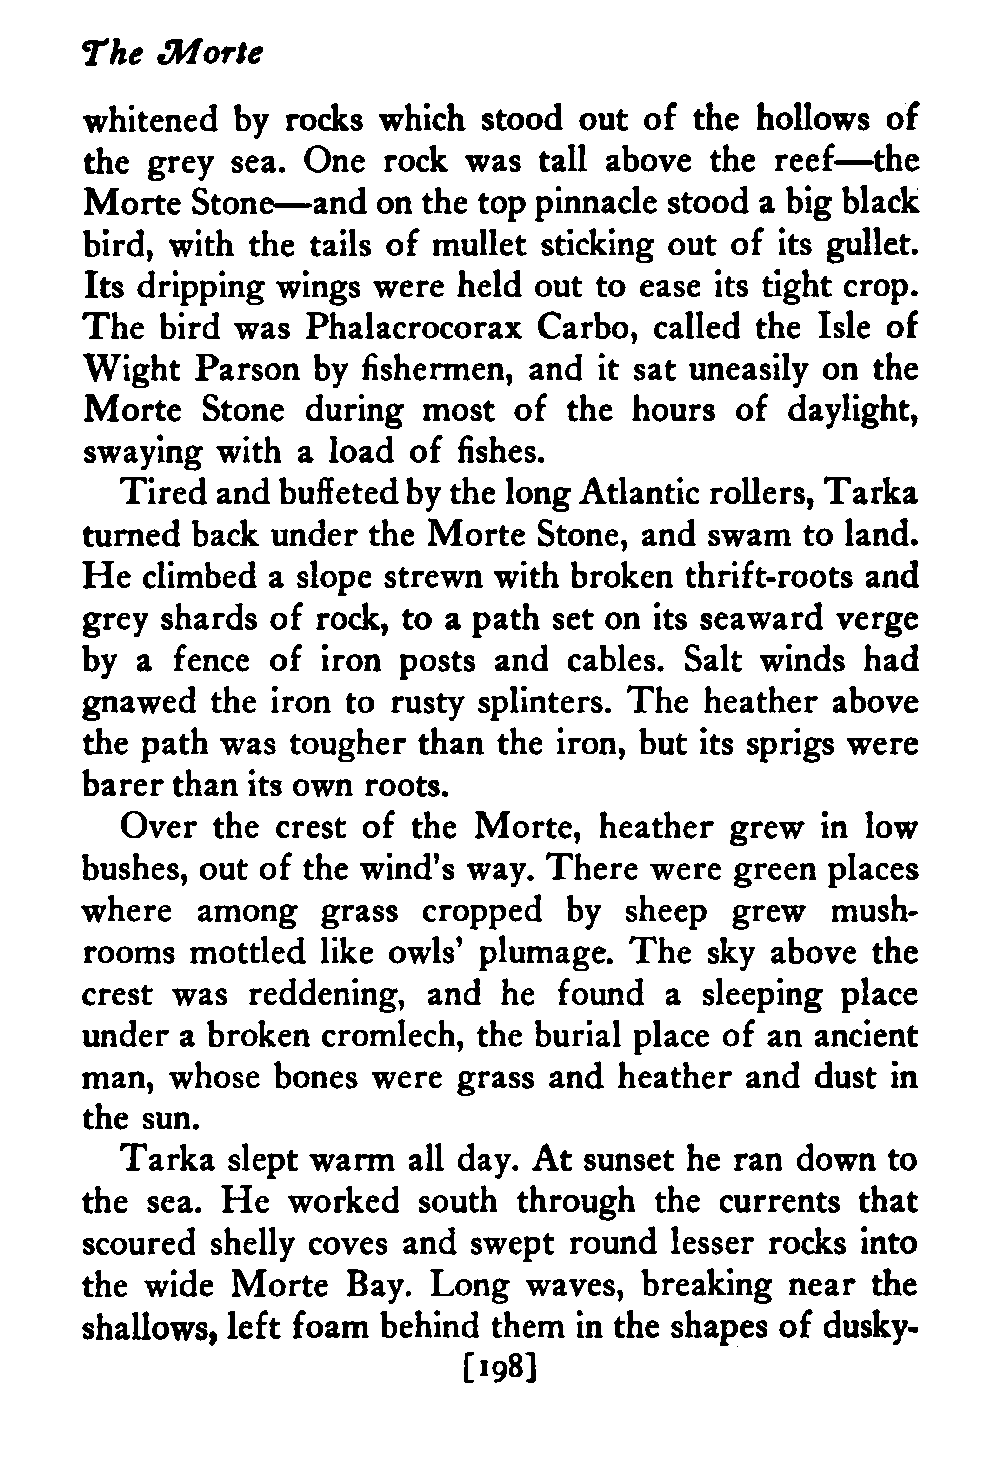 The Morte
whitened by rocks which stood out of the hollows of
the grey sea. One rock was tall above the reef—the
Morte Stone—and on the top pinnacle stood a big black
bird, with the tails of mullet sticking out of its gullet.
Its dripping wings were held out to ease its tight crop.
The bird was Phalacrocorax Carbo, called the Isle of
Wight Parson by fishermen, and it sat uneasily on the
Morte Stone during most of the hours of daylight,
swaying with a load of fishes.
Tired and buffeted by the long Atlantic rollers, Tarka
turned back under the Morte Stone, and swam to land.
He climbed a slope strewn with broken thrift-roots and
grey shards of rock, to a path set on its seaward verge
by a fence of iron posts and cables. Salt winds had
gnawed the iron to rusty splinters. The heather above
the path was tougher than the iron, but its sprigs were
barer than its own roots.
Over the crest of the Morte, heather grew in low
bushes, out of the wind's way. There were green places
where among grass cropped by sheep grew mush-
rooms mottled like owls' plumage. The sky above the
crest was reddening, and he found a sleeping place
under a broken cromlech, the burial place of an ancient
man, whose bones were grass and heather and dust in
the sun.
Tarka slept warm all day. At sunset he ran down to
the sea. He worked south through the currents that
scoured shelly coves and swept round lesser rocks into
the wide Morte Bay. Long waves, breaking near the
shallows, left foam behind them in the shapes of dusky-
[198]